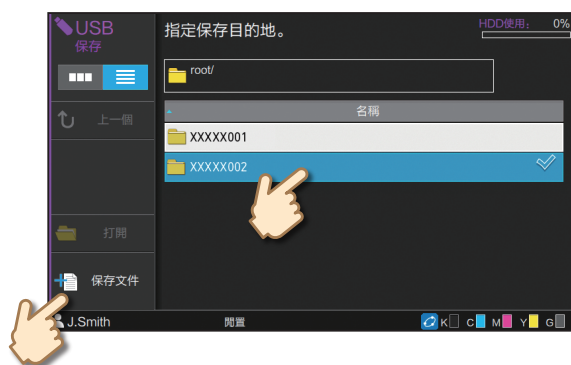 USB
保存
指定保存目的地。
HDD使用： 0%
root/
上一個
名稱
XXXXX001
XXXXX002
打開
保存文件
J.Smith
閒置
K C M Y G